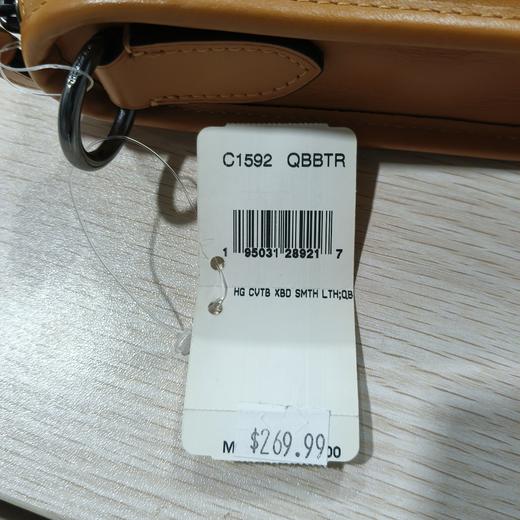 C1592 QBBTR
1 95031 28921 7
HG CVTB XBD SMTH LTH;QB
$269.99
M 00